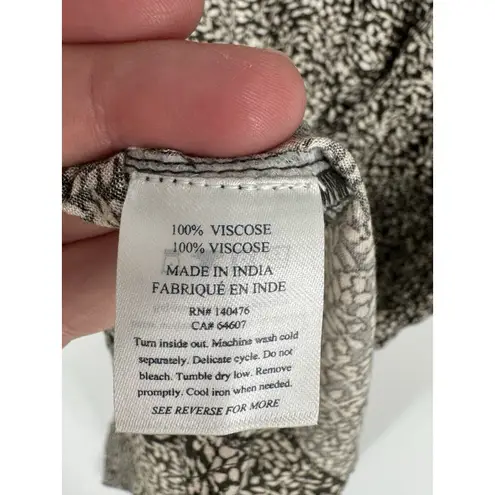 100% VISCOSE
100% VISCOSE
MADE IN INDIA
FABRIQUÉ EN INDE
RN# 140476
CA# 64607
Turn inside out. Machine wash cold
separately. Delicate cycle. Do not
bleach. Tumble dry low. Remove
promptly. Cool iron when needed.
SEE REVERSE FOR MORE